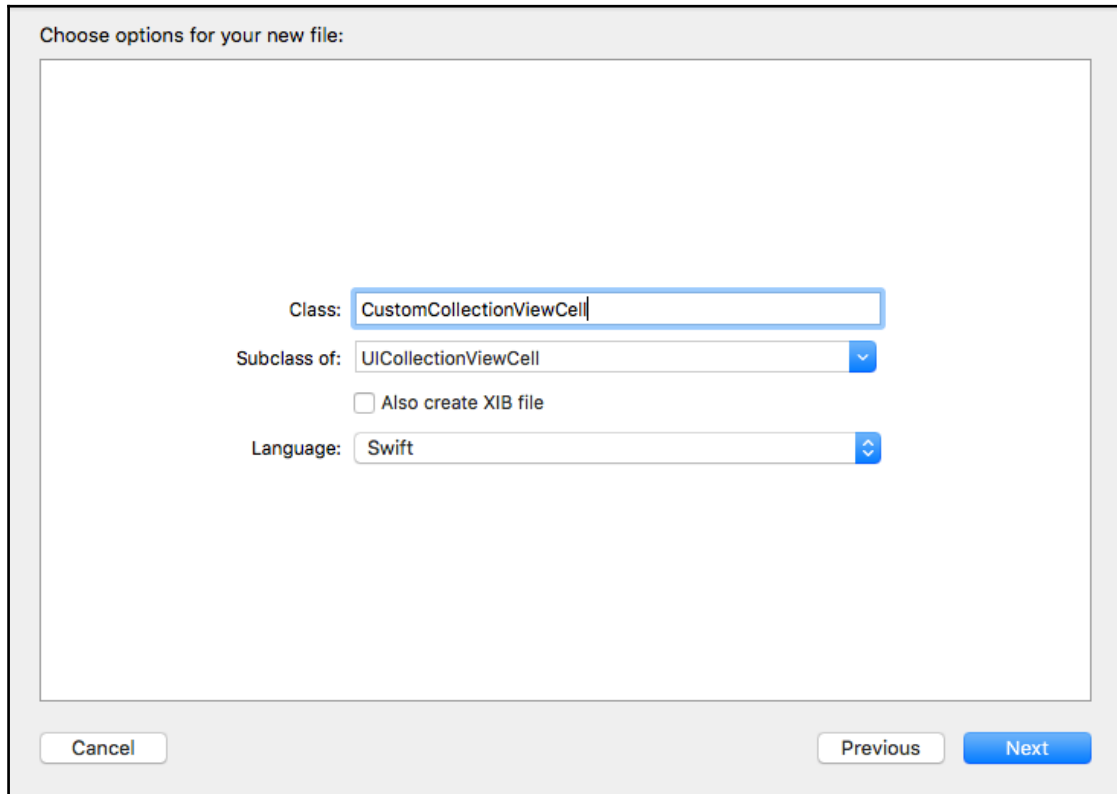 Choose options for your new file:
Class: CustomCollectionViewCell
Subclass of: UICollectionViewCell
Also create XIB file
Language: Swift
Cancel Previous Next